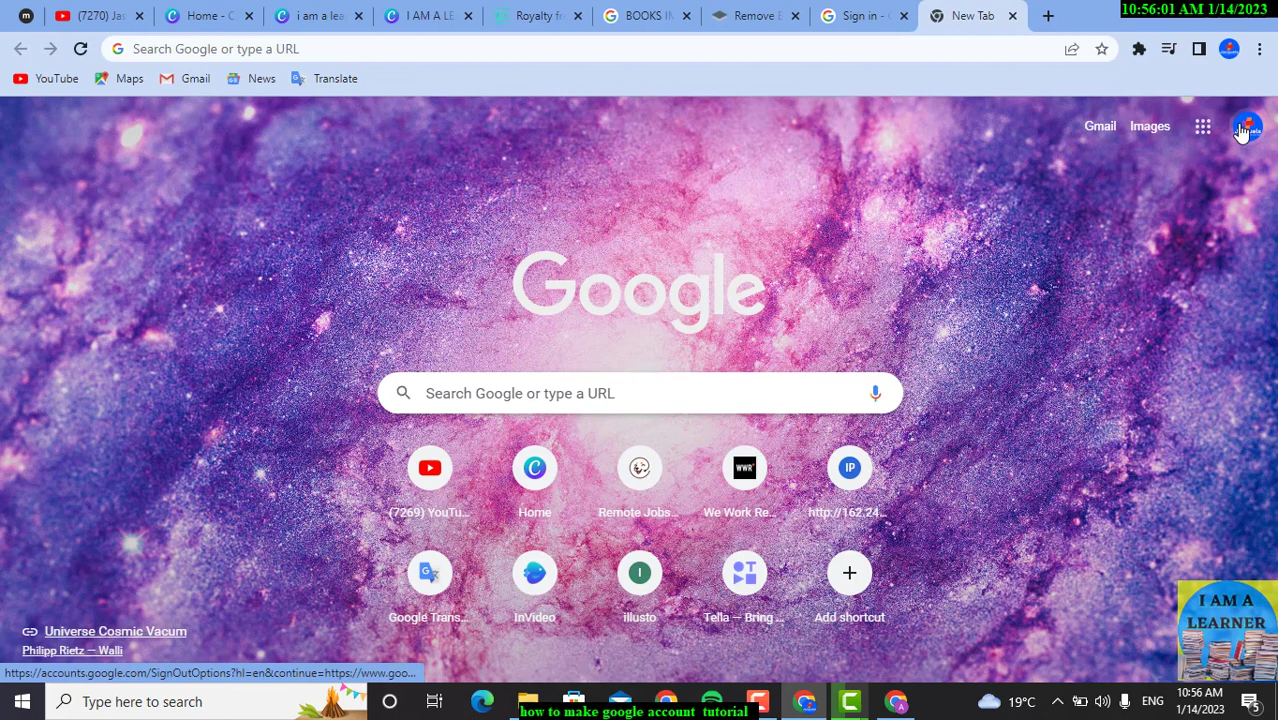 10:56:01 AM 1/14/2023
(7270) Ja
Home - C
i am a lea
I AM A LE
Royalty fr
BOOKS I
Remove B
Sign in - G
New Tab
Search Google or type a URL
YouTube
Maps
Gmail
News
Translate
Gmail
Images
Google
Search Google or type a URL
(7269) YouTu...
Home
Remote Jobs...
WWR
We Work Re...
IP
http://162.24...
Google Trans...
InVideo
I
illusto
Tella — Bring ...
Add shortcut
I AM A
LEARNER
Universe Cosmic Vacum
Philipp Rietz — Walli
https://accounts.google.com/SignOutOptions?hl=en&continue=https://www.goo...
Type here to search
19°C
ENG
10:56 AM
1/14/2023
5
how to make google account tutorial